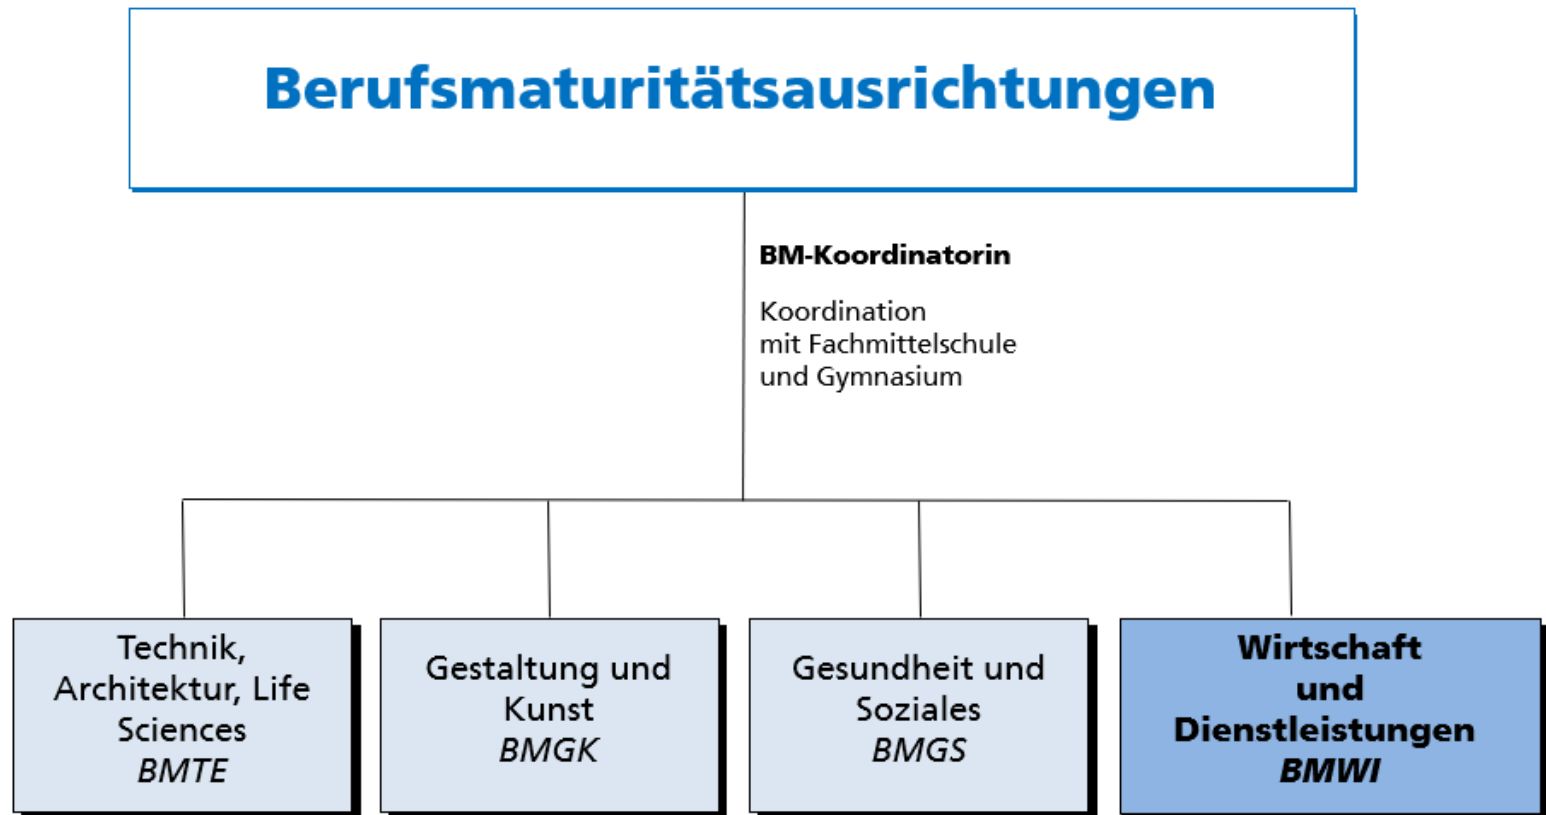 Berufsmaturitätsausrichtungen
BM-Koordinatorin
Koordination
mit Fachmittelschule
und Gymnasium
Technik,
Architektur, Life
Sciences
BMTE
Gestaltung und
Kunst
BMGK
Gesundheit und
Soziales
BMGS
Wirtschaft
und
Dienstleistungen
BMWI